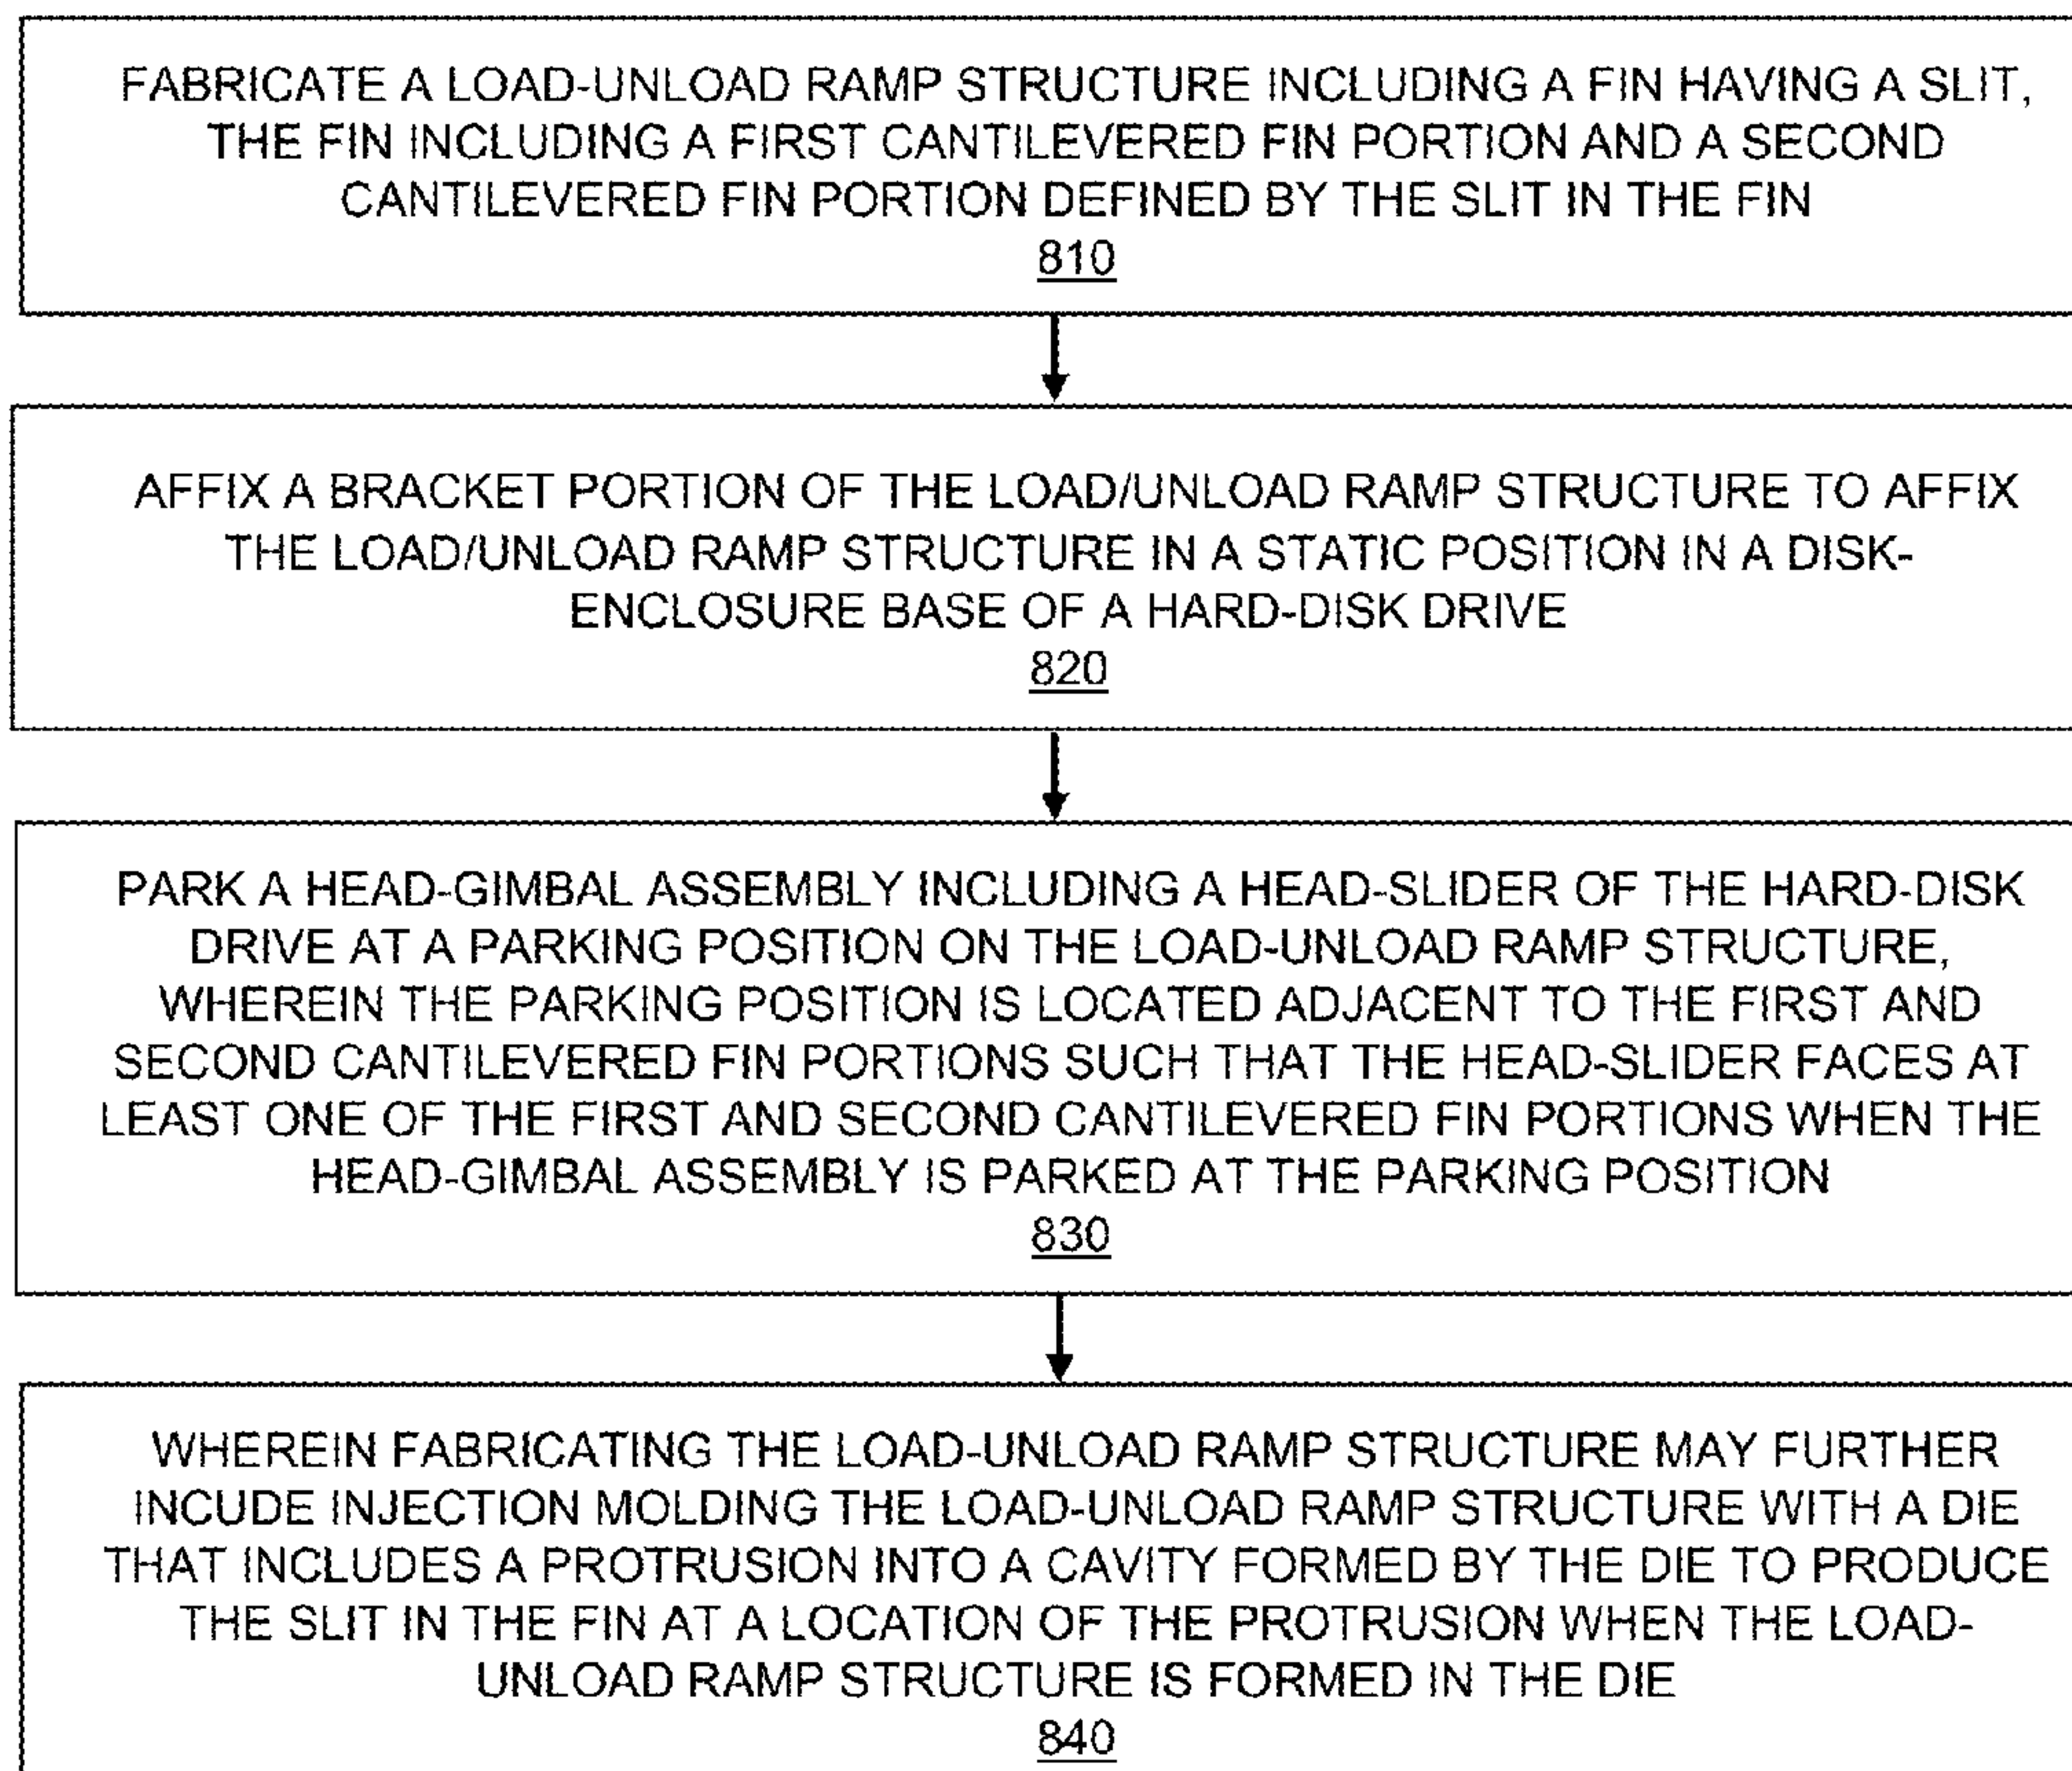 FABRICATE A LOAD-UNLOAD RAMP STRUCTURE INCLUDING A FIN HAVING A SLIT,
THE FIN INCLUDING A FIRST CANTILEVERED FIN PORTION AND A SECOND
CANTILEVERED FIN PORTION DEFINED BY THE SLIT IN THE FIN
810
AFFIX A BRACKET PORTION OF THE LOAD/UNLOAD RAMP STRUCTURE TO AFFIX
THE LOAD/UNLOAD RAMP STRUCTURE IN A STATIC POSITION IN A DISK-
ENCLOSURE BASE OF A HARD-DISK DRIVE
820
PARK A HEAD-GIMBAL ASSEMBLY INCLUDING A HEAD-SLIDER OF THE HARD-DISK
DRIVE AT A PARKING POSITION ON THE LOAD-UNLOAD RAMP STRUCTURE,
WHEREIN THE PARKING POSITION IS LOCATED ADJACENT TO THE FIRST AND
SECOND CANTILEVERED FIN PORTIONS SUCH THAT THE HEAD-SLIDER FACES AT
LEAST ONE OF THE FIRST AND SECOND CANTILEVERED FIN PORTIONS WHEN THE
HEAD-GIMBAL ASSEMBLY IS PARKED AT THE PARKING POSITION
830
WHEREIN FABRICATING THE LOAD-UNLOAD RAMP STRUCTURE MAY FURTHER
INCUDE INJECTION MOLDING THE LOAD-UNLOAD RAMP STRUCTURE WITH A DIE
THAT INCLUDES A PROTRUSION INTO A CAVITY FORMED BY THE DIE TO PRODUCE
THE SLIT IN THE FIN AT A LOCATION OF THE PROTRUSION WHEN THE LOAD-
UNLOAD RAMP STRUCTURE IS FORMED IN THE DIE
840